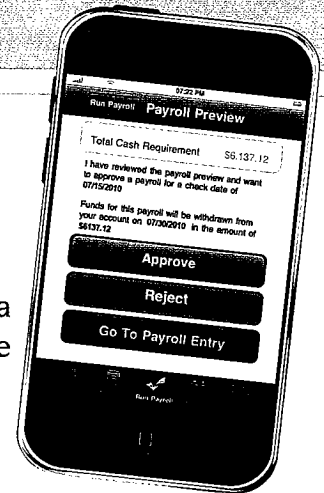 07:22 PM
Run Payroll Payroll Preview
Total Cash Requirement $6,137.12
I have reviewed the payroll preview and want
to approve a payroll for a check date of
07/15/2010
Funds for this payroll will be withdrawn from
your account on 07/30/2010 in the amount of
$6137.12
Approve
Reject
Go To Payroll Entry
Run Payroll
a
e